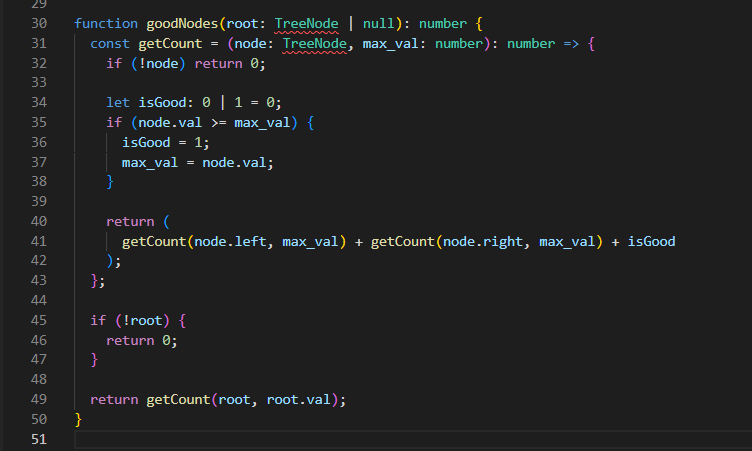 29
30 function goodNodes(root: TreeNode | null): number {
31   const getCount = (node: TreeNode, max_val: number): number => {
32     if (!node) return 0;
33
34     let isGood: 0 | 1 = 0;
35     if (node.val >= max_val) {
36       isGood = 1;
37       max_val = node.val;
38     }
39
40     return (
41       getCount(node.left, max_val) + getCount(node.right, max_val) + isGood
42     );
43   };
44
45   if (!root) {
46     return 0;
47   }
48
49   return getCount(root, root.val);
50 }
51